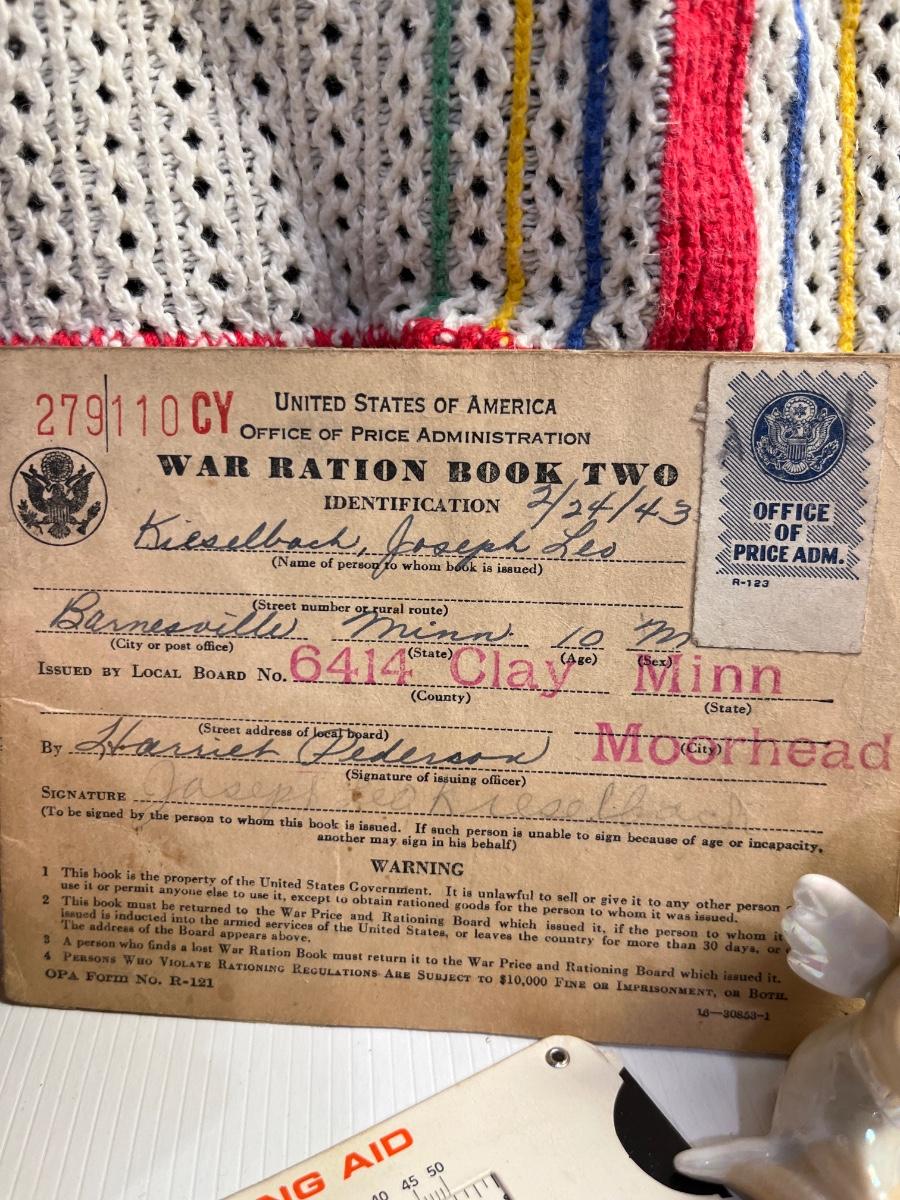 279110 CY
UNITED STATES OF AMERICA
OFFICE OF PRICE ADMINISTRATION
WAR RATION BOOK TWO
IDENTIFICATION 2/24/43
OFFICE
OF
PRICE ADM.
R-123
Kieselbach, Joseph Leo
(Name of person to whom book is issued)
(Street number or rural route)
Barnesville Minn. 10 M
(City or post office) (State) (Age) (Sex)
ISSUED BY LOCAL BOARD No. 6414 Clay Minn
(County) (State)
Moorhead
(Street address of local board) (City)
By Harriet Pederson
(Signature of issuing officer)
SIGNATURE Joseph Leo Kieselbach
(To be signed by the person to whom this book is issued. If such person is unable to sign because of age or incapacity,
another may sign in his behalf)
WARNING
1 This book is the property of the United States Government. It is unlawful to sell or give it to any other person
use it or permit anyone else to use it, except to obtain rationed goods for the person to whom it was issued.
2 This book must be returned to the War Price and Rationing Board which issued it, if the person to whom it
issued is inducted into the armed services of the United States, or leaves the country for more than 30 days, or
The address of the Board appears above.
3 A person who finds a lost War Ration Book must return it to the War Price and Rationing Board which issued it.
4 PERSONS WHO VIOLATE RATIONING REGULATIONS ARE SUBJECT TO $10,000 FINE OR IMPRISONMENT, OR BOTH.
OPA Form No. R-121
16—30853-1
NG AID
40 45 50